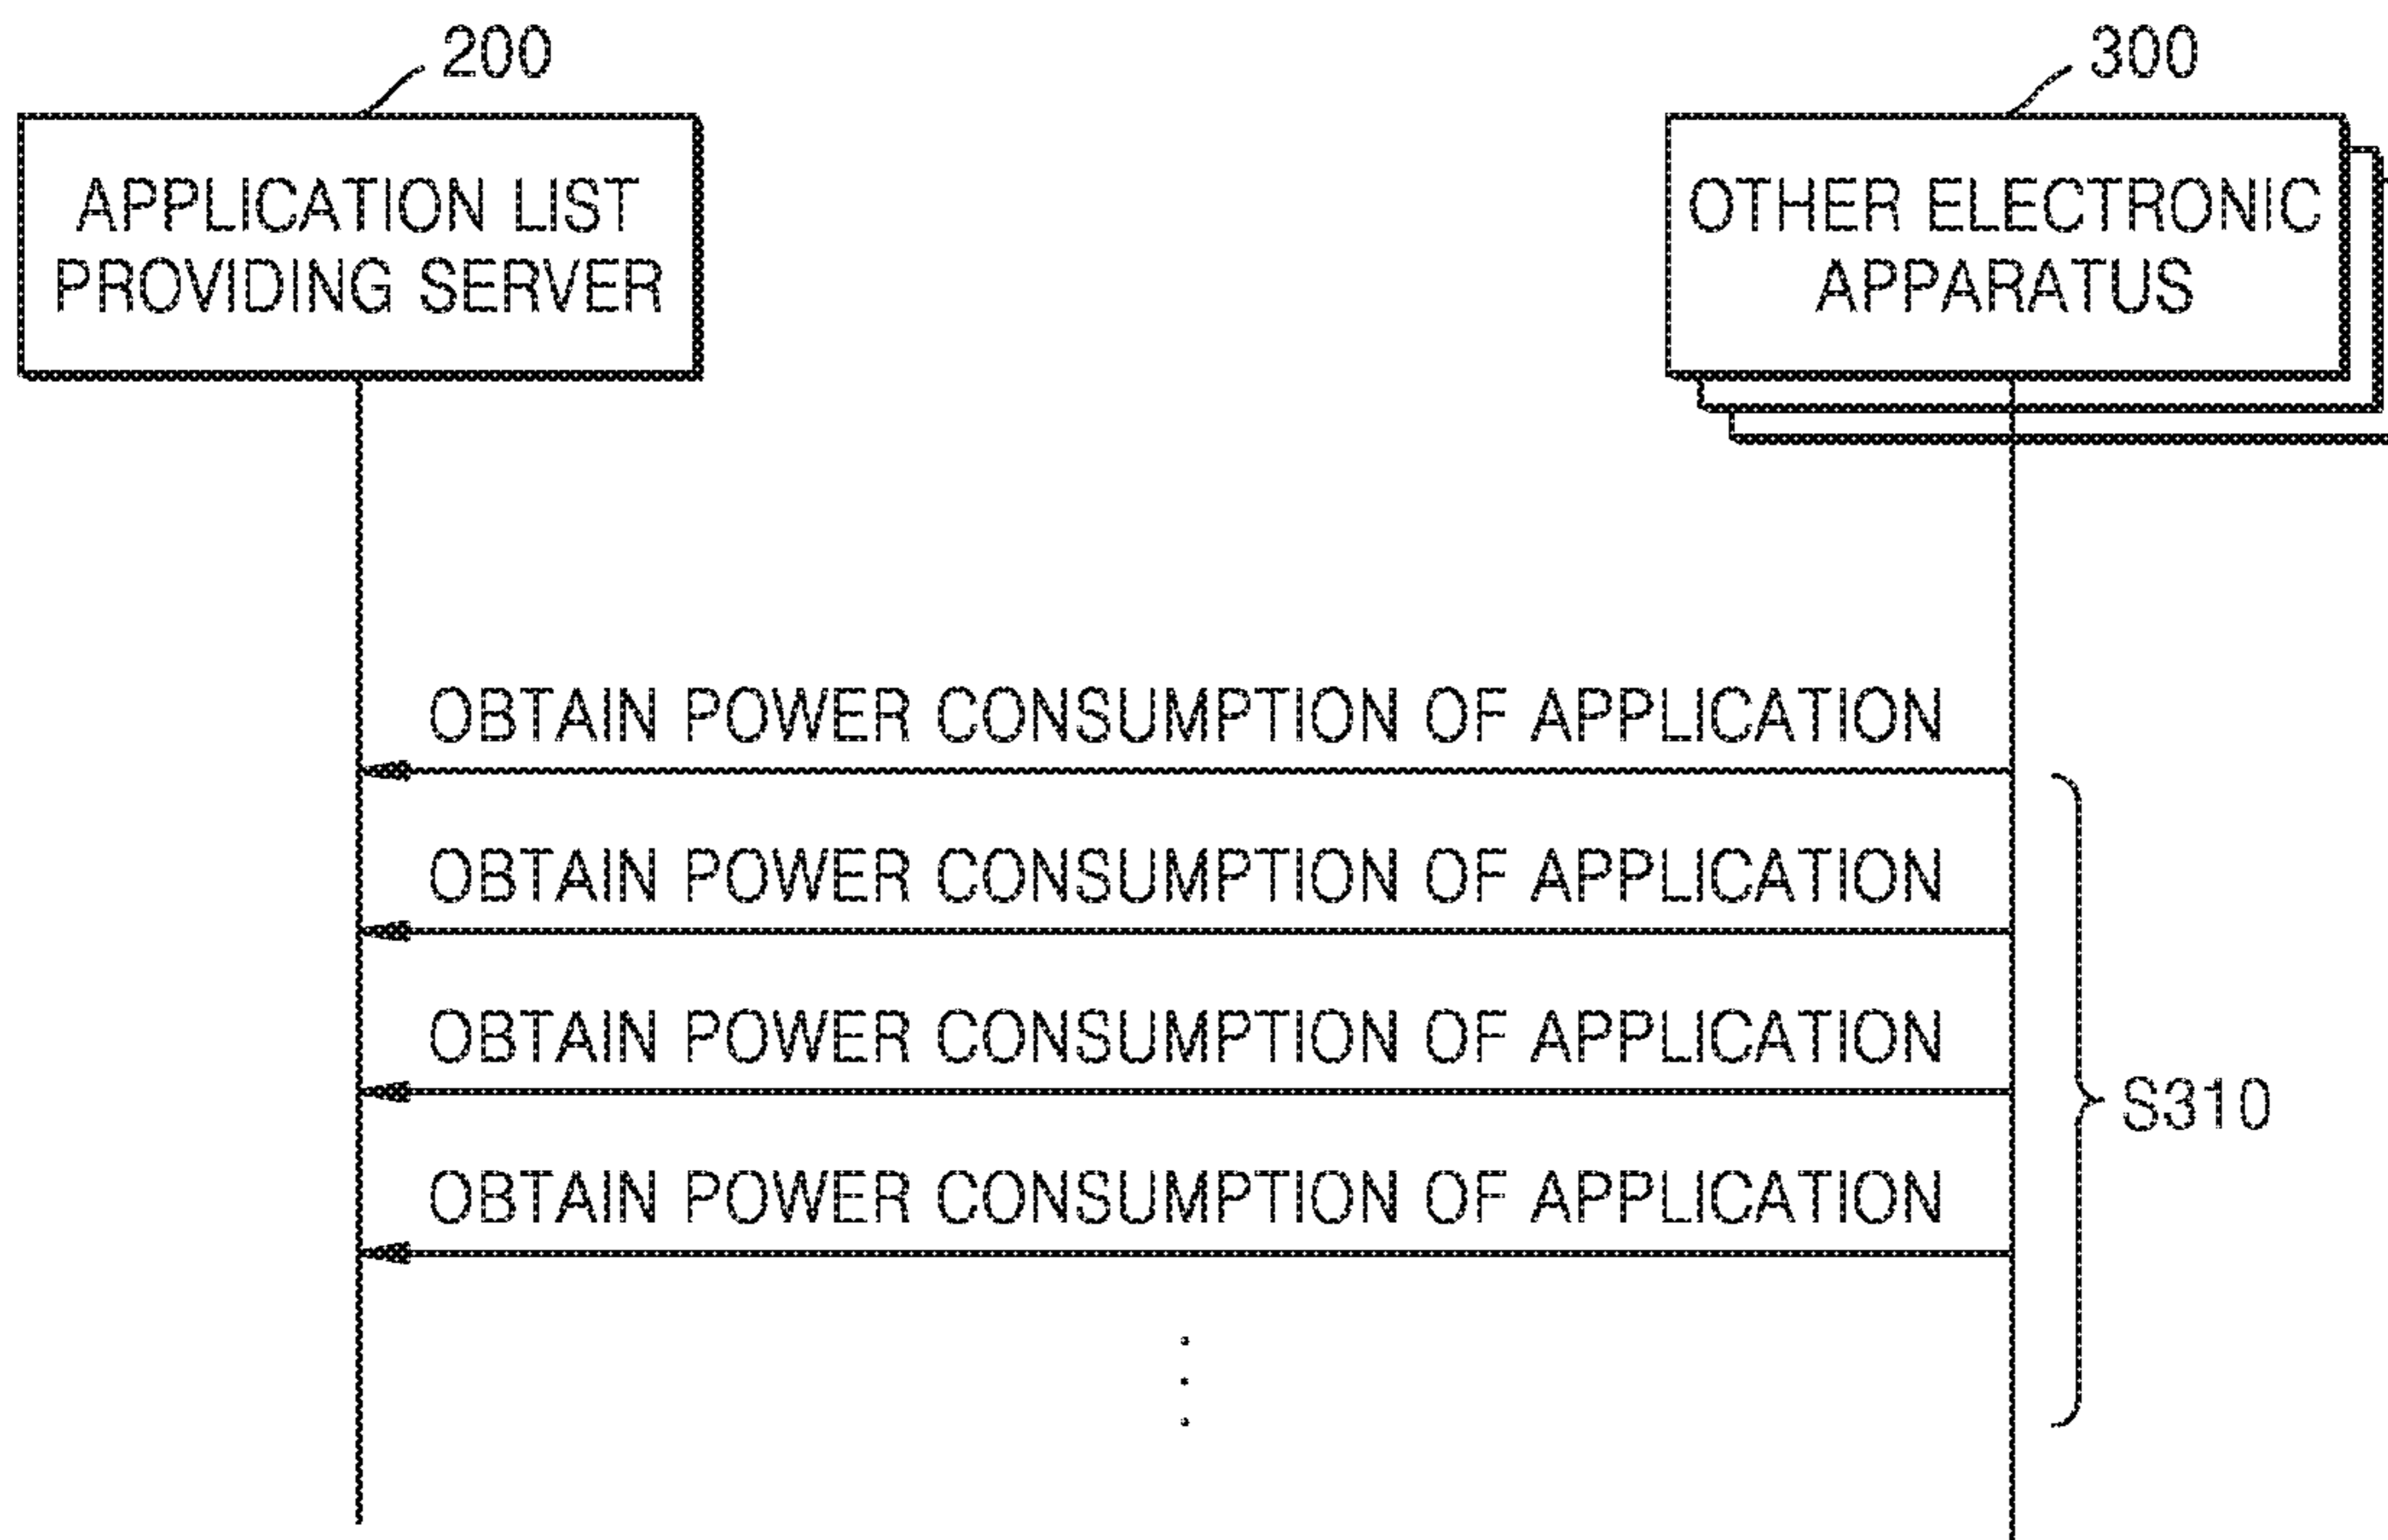 200
300
APPLICATION LIST
PROVIDING SERVER
OTHER ELECTRONIC
APPARATUS
OBTAIN POWER CONSUMPTION OF APPLICATION
OBTAIN POWER CONSUMPTION OF APPLICATION
OBTAIN POWER CONSUMPTION OF APPLICATION
S310
OBTAIN POWER CONSUMPTION OF APPLICATION